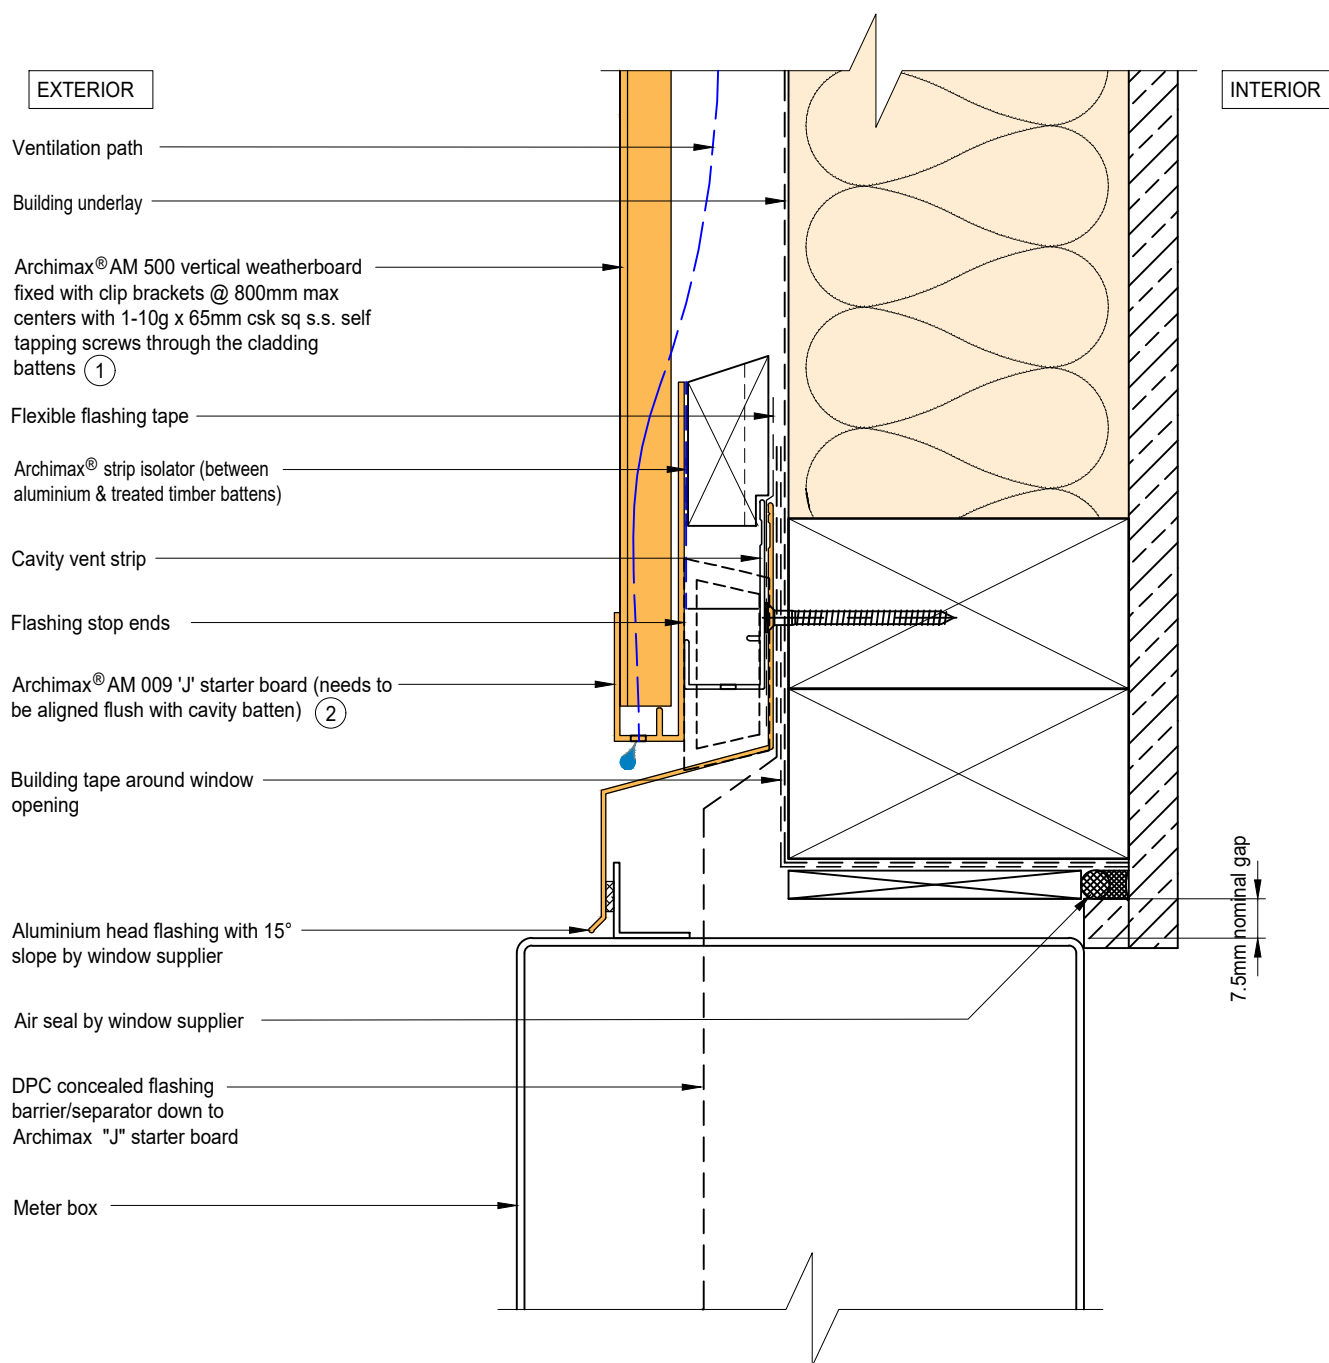 EXTERIOR
INTERIOR
Ventilation path
Building underlay
Archimax® AM 500 vertical weatherboard
fixed with clip brackets @ 800mm max
centers with 1-10g x 65mm csk sq s.s. self
tapping screws through the cladding
battens 1
Flexible flashing tape
Archimax® strip isolator (between
aluminium & treated timber battens)
Cavity vent strip
Flashing stop ends
Archimax® AM 009 'J' starter board (needs to
be aligned flush with cavity batten) 2
Building tape around window
opening
7.5mm nominal gap
Aluminium head flashing with 15°
slope by window supplier
Air seal by window supplier
DPC concealed flashing
barrier/separator down to
Archimax "J" starter board
Meter box